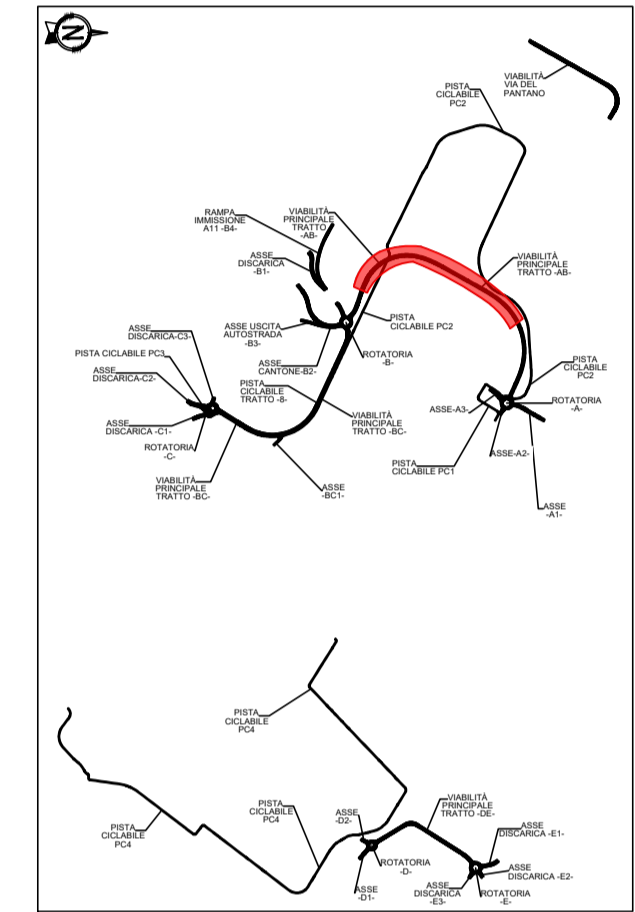 N
VIABILITÀ
VIA DEL
PANTANO
PISTA
CICLABILE
PC2
RAMPA
IMMISSIONE
A11 -B4-
VIABILITÀ
PRINCIPALE
TRATTO
-AB-
ASSE
DISCARICA
-B1-
VIABILITÀ
PRINCIPALE
TRATTO -AB-
PISTA
CICLABILE PC2
ASSE USCITA
AUTOSTRADA
-B3-
ASSE
DISCARICA-C3-
PISTA CICLABILE PC3
ROTATORIA
-B-
ASSE
CANTONE-B2-
PISTA
CICLABILE
PC2
ASSE
DISCARICA-C2-
PISTA
CICLABILE
TRATTO -8-
ROTATORIA
-A-
ASSE-A3-
VIABILITÀ
PRINCIPALE
TRATTO -BC-
ASSE
DISCARICA -C1-
ROTATORIA
-C-
ASSE-A2-
PISTA
CICLABILE PC1
VIABILITÀ
PRINCIPALE
TRATTO -BC-
ASSE
-BC1-
ASSE
-A1-
PISTA
CICLABILE
PC4
PISTA
CICLABILE
PC4
VIABILITÀ
PRINCIPALE
TRATTO -DE-
ASSE
-D2-
PISTA
CICLABILE
PC4
ASSE
DISCARICA -E1-
ROTATORIA
-D-
ASSE
DISCARICA -E2-
ASSE
-D1-
ASSE
DISCARICA
-E3-
ROTATORIA
-E-